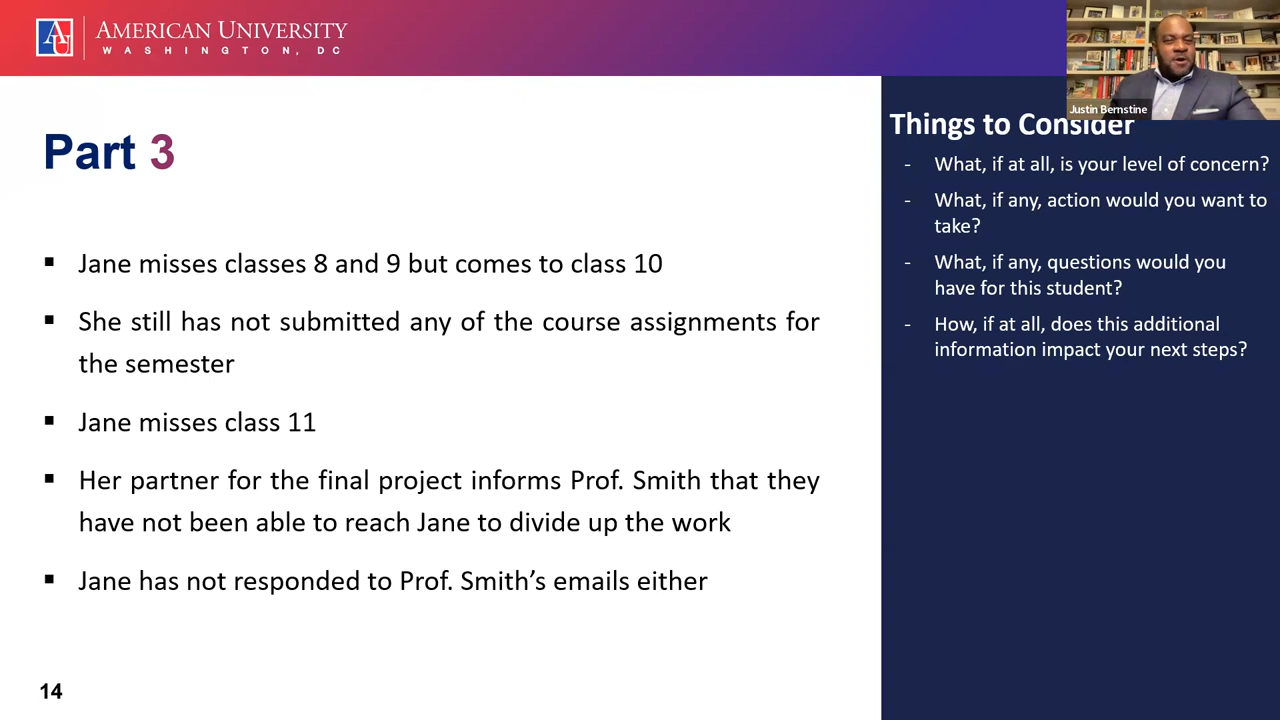 AMERICAN UNIVERSITY
WASHINGTON, DC
Justin Bernstine
Part 3
▪ Jane misses classes 8 and 9 but comes to class 10
▪ She still has not submitted any of the course assignments for
the semester
▪ Jane misses class 11
▪ Her partner for the final project informs Prof. Smith that they
have not been able to reach Jane to divide up the work
▪ Jane has not responded to Prof. Smith’s emails either
14
Things to Consider
- What, if at all, is your level of concern?
- What, if any, action would you want to
take?
- What, if any, questions would you
have for this student?
- How, if at all, does this additional
information impact your next steps?